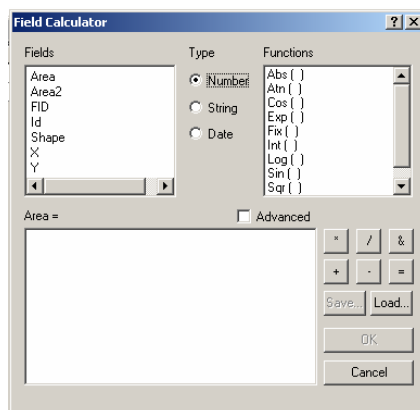 Field Calculator
Fields
Type
Functions
Area
Area2
FID
Id
Shape
X
Y
Number
String
Date
Abs ( )
Atn ( )
Cos ( )
Exp ( )
Fix ( )
Int ( )
Log ( )
Sin ( )
Sqr ( )
Area =
Advanced
* / &
+ - =
Save... Load...
OK
Cancel